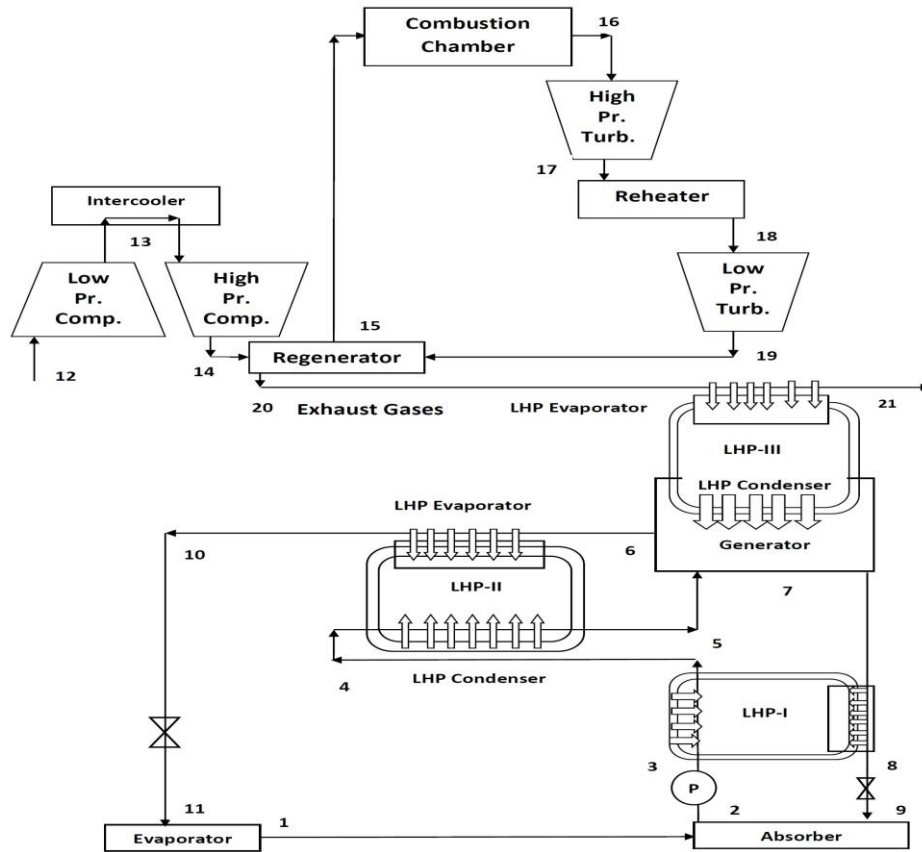 Combustion
Chamber
16
High
Pr.
Turb.
17
Intercooler
Reheater
13
18
Low
Pr.
Comp.
High
Pr.
Comp.
Low
Pr.
Turb.
15
Regenerator
12
14
19
20
Exhaust Gases
LHP Evaporator
21
LHP-III
LHP Condenser
LHP Evaporator
10
6
Generator
LHP-II
7
5
4
LHP Condenser
LHP-I
3
8
P
11
1
2
9
Evaporator
Absorber